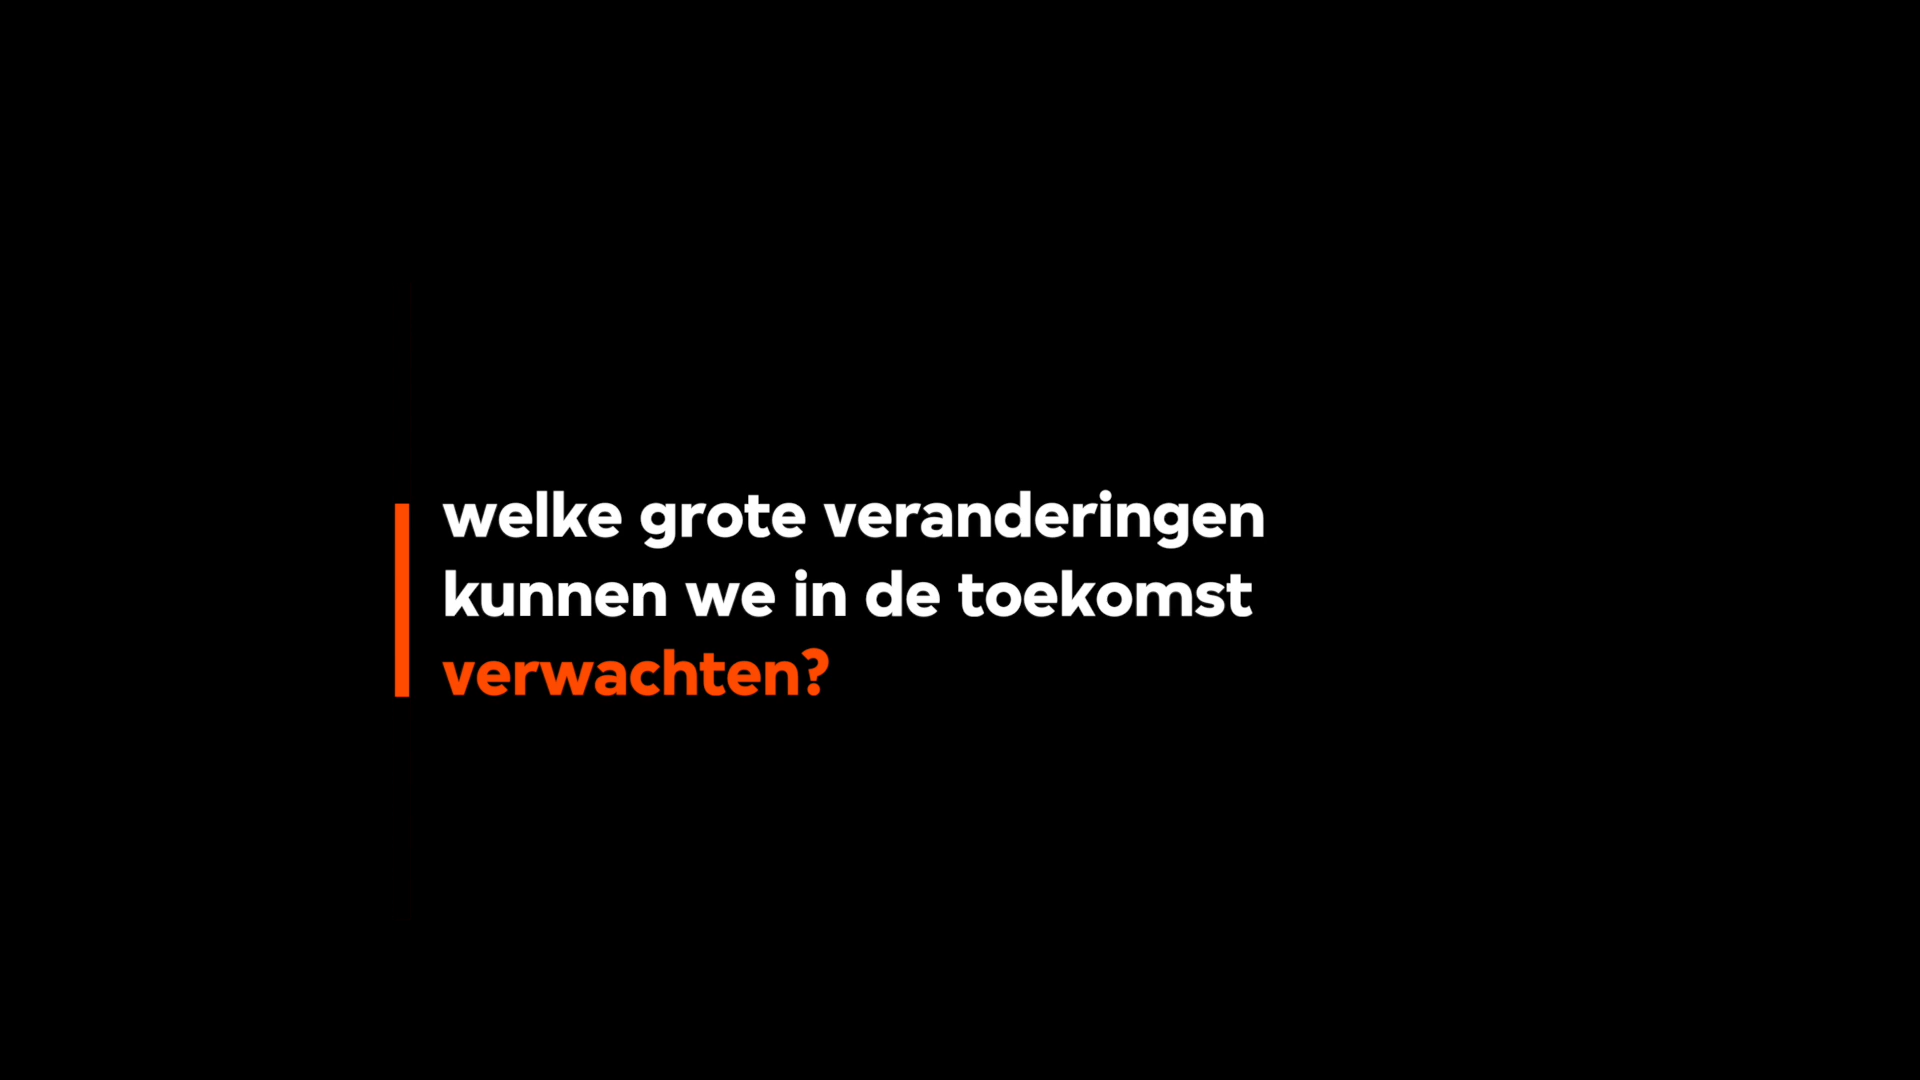 welke grote veranderingen
kunnen we in de toekomst
verwachten?